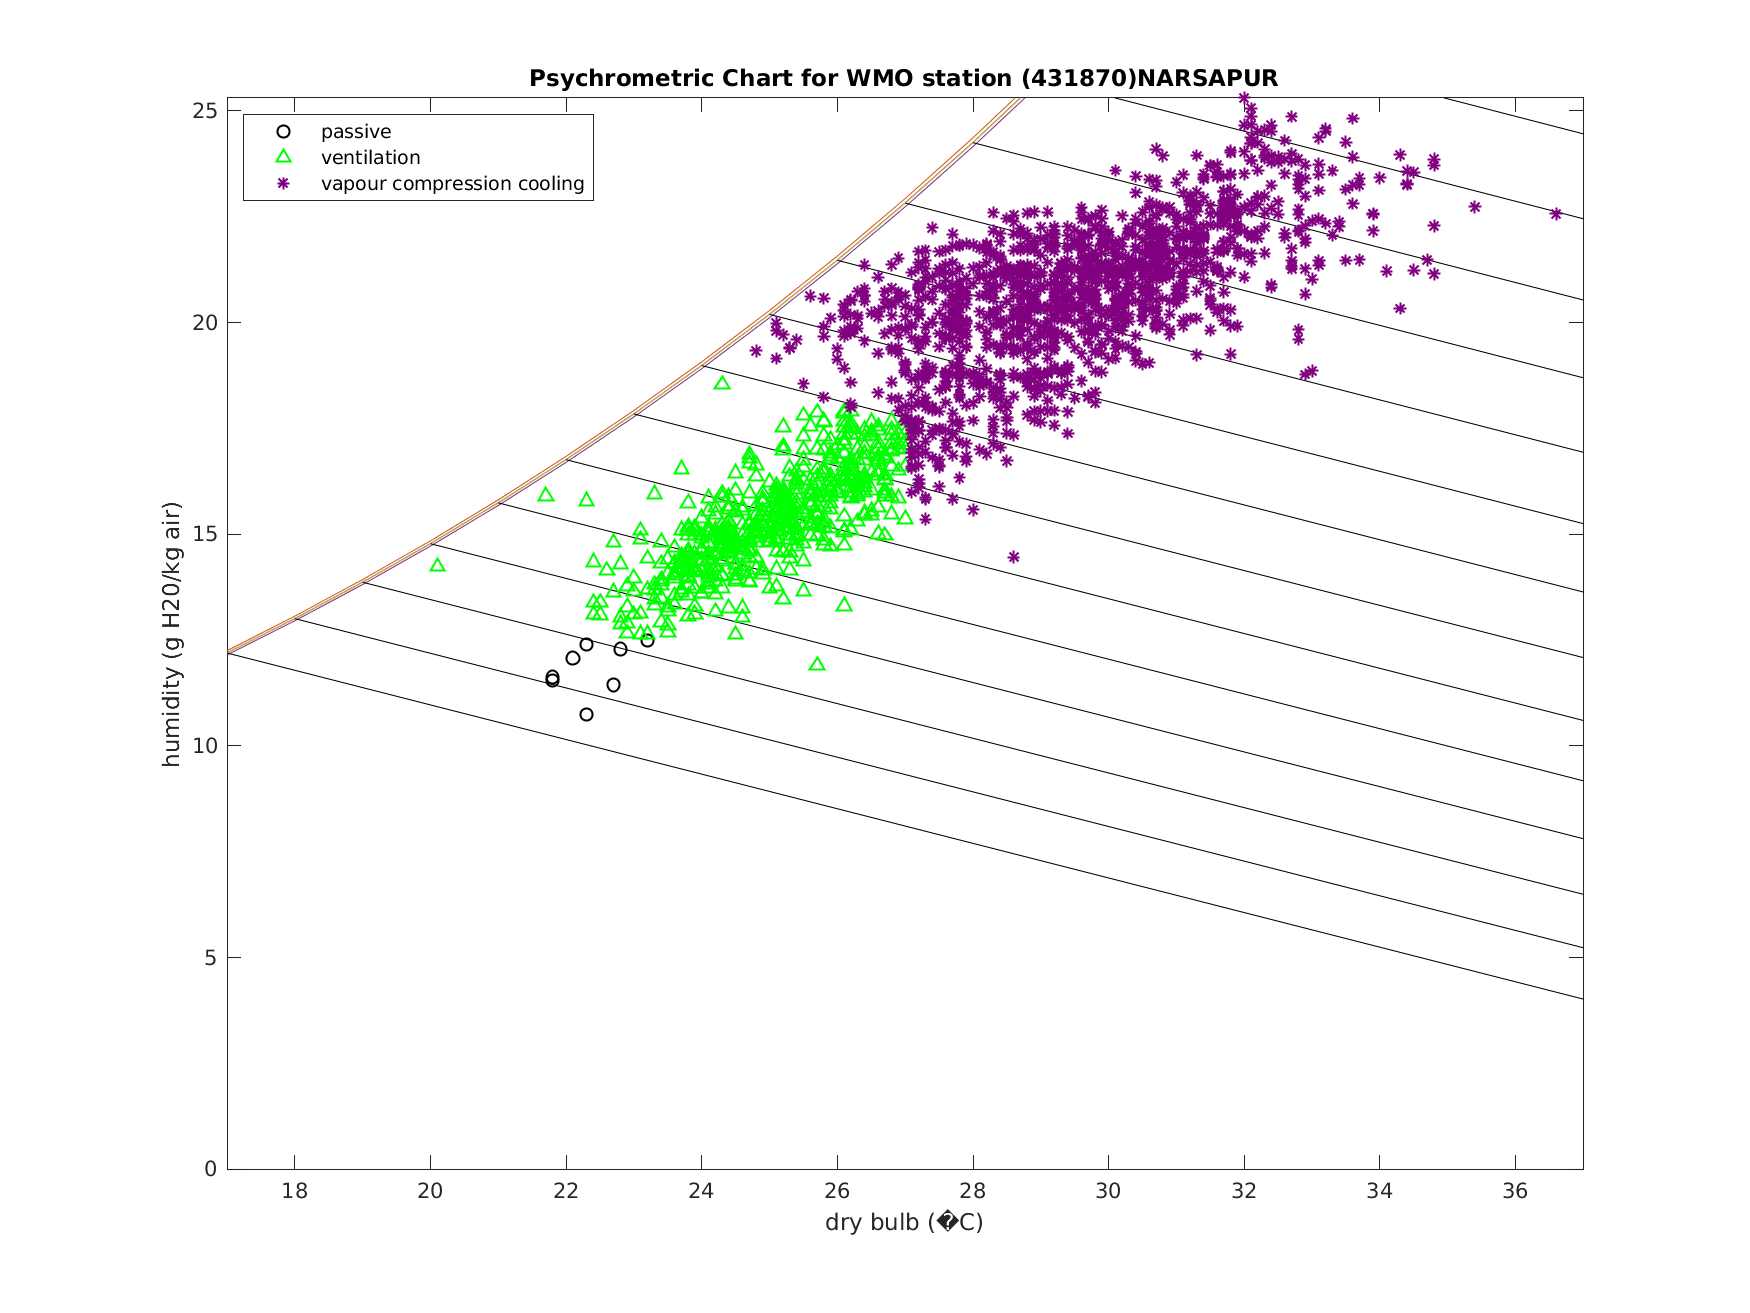 Psychrometric Chart for WMO station (431870)NARSAPUR
passive
ventilation
vapour compression cooling
humidity (g H20/kg air)
25
20
15
10
5
0
18 20 22 24 26 28 30 32 34 36
dry bulb (�C)